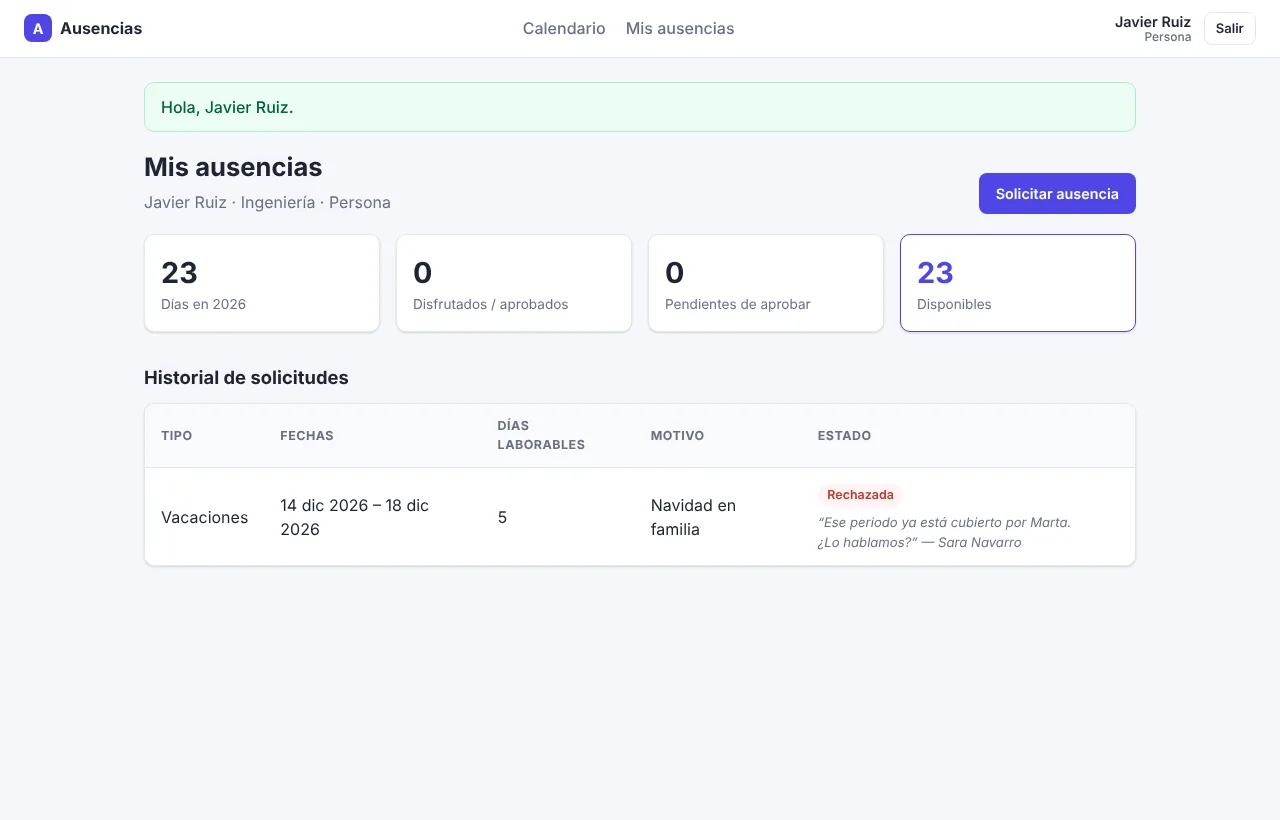 A Ausencias
Calendario
Mis ausencias
Javier Ruiz
Persona
Salir
Hola, Javier Ruiz.
Mis ausencias
Javier Ruiz · Ingeniería · Persona
Solicitar ausencia
23
Días en 2026
0
Disfrutados / aprobados
0
Pendientes de aprobar
23
Disponibles
Historial de solicitudes
TIPO
FECHAS
DÍAS
LABORABLES
MOTIVO
ESTADO
Vacaciones
14 dic 2026 – 18 dic
2026
5
Navidad en
familia
Rechazada
“Ese periodo ya está cubierto por Marta.
¿Lo hablamos?” — Sara Navarro